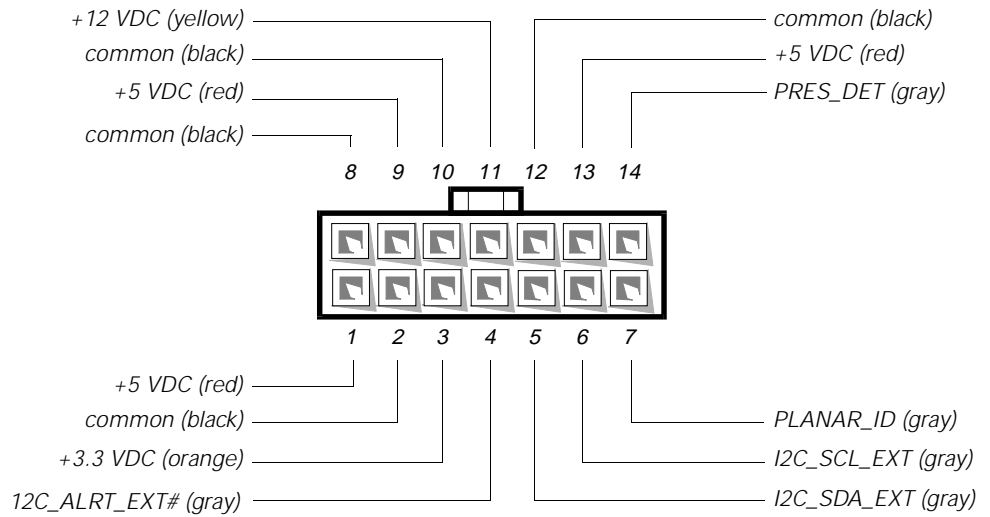 +12 VDC (yellow)
common (black)
+5 VDC (red)
common (black)
common (black)
+5 VDC (red)
PRES_DET (gray)
8 9 10 11 12 13 14
1 2 3 4 5 6 7
+5 VDC (red)
common (black)
+3.3 VDC (orange)
12C_ALRT_EXT# (gray)
PLANAR_ID (gray)
I2C_SCL_EXT (gray)
I2C_SDA_EXT (gray)